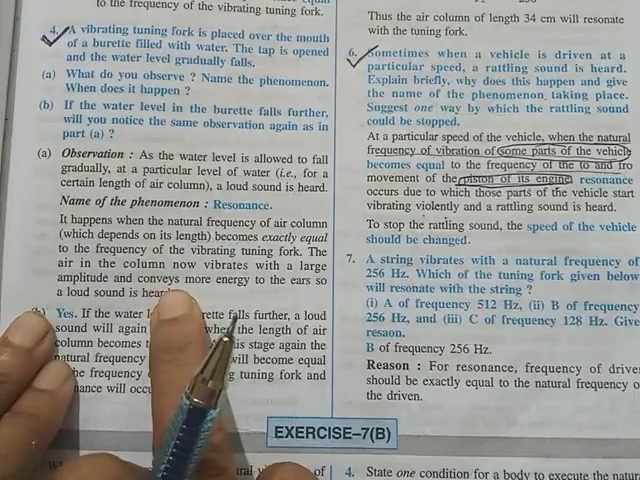 to the frequency of the vibrating tuning fork.
4. A vibrating tuning fork is placed over the mouth
of a burette filled with water. The tap is opened
and the water level gradually falls.
(a) What do you observe ? Name the phenomenon.
When does it happen ?
(b) If the water level in the burette falls further,
will you notice the same observation again as in
part (a) ?
(a) Observation : As the water level is allowed to fall
gradually, at a particular level of water (i.e., for a
certain length of air column), a loud sound is heard.
Name of the phenomenon : Resonance.
It happens when the natural frequency of air column
(which depends on its length) becomes exactly equal
to the frequency of the vibrating tuning fork. The
air in the column now vibrates with a large
amplitude and conveys more energy to the ears so
a loud sound is
Yes. If the water falls further, a loud
sound will again the length of air
column becomes stage again the
natural frequency will become equal
frequency tuning fork and
will
EXERCISE–7(B)
of
Thus the air column of length 34 cm will resonate
with the tuning fork.
6. Sometimes when a vehicle is driven at a
particular speed, a rattling sound is heard.
Explain briefly, why does this happen and give
the name of the phenomenon, taking place.
Suggest one way by which the rattling sound
could be stopped.
At a particular speed of the vehicle, when the natural
frequency of vibration of some parts of the vehicle
becomes equal to the frequency of the to and fro
movement of the piston of its engine, resonance
occurs due to which those parts of the vehicle start
vibrating violently and a rattling sound is heard.
To stop the rattling sound, the speed of the vehicle
should be changed.
7. A string vibrates with a natural frequency of
256 Hz. Which of the tuning fork given below
will resonate with the string ?
(i) A of frequency 512 Hz, (ii) B of frequency
256 Hz, and (iii) C of frequency 128 Hz. Give
resaon.
B of frequency 256 Hz.
Reason : For resonance, frequency of
should be exactly equal to the natural frequency
the driven.
4. State one condition for a body to execute the